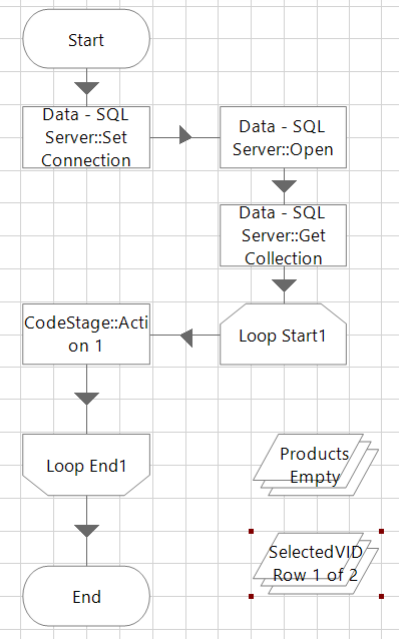 Start
Data - SQL
Server::Set
Connection
Data - SQL
Server::Open
Data - SQL
Server::Get
Collection
Loop Start1
CodeStage::Acti
on 1
Loop End1
Products
Empty
SelectedVID
Row 1 of 2
End